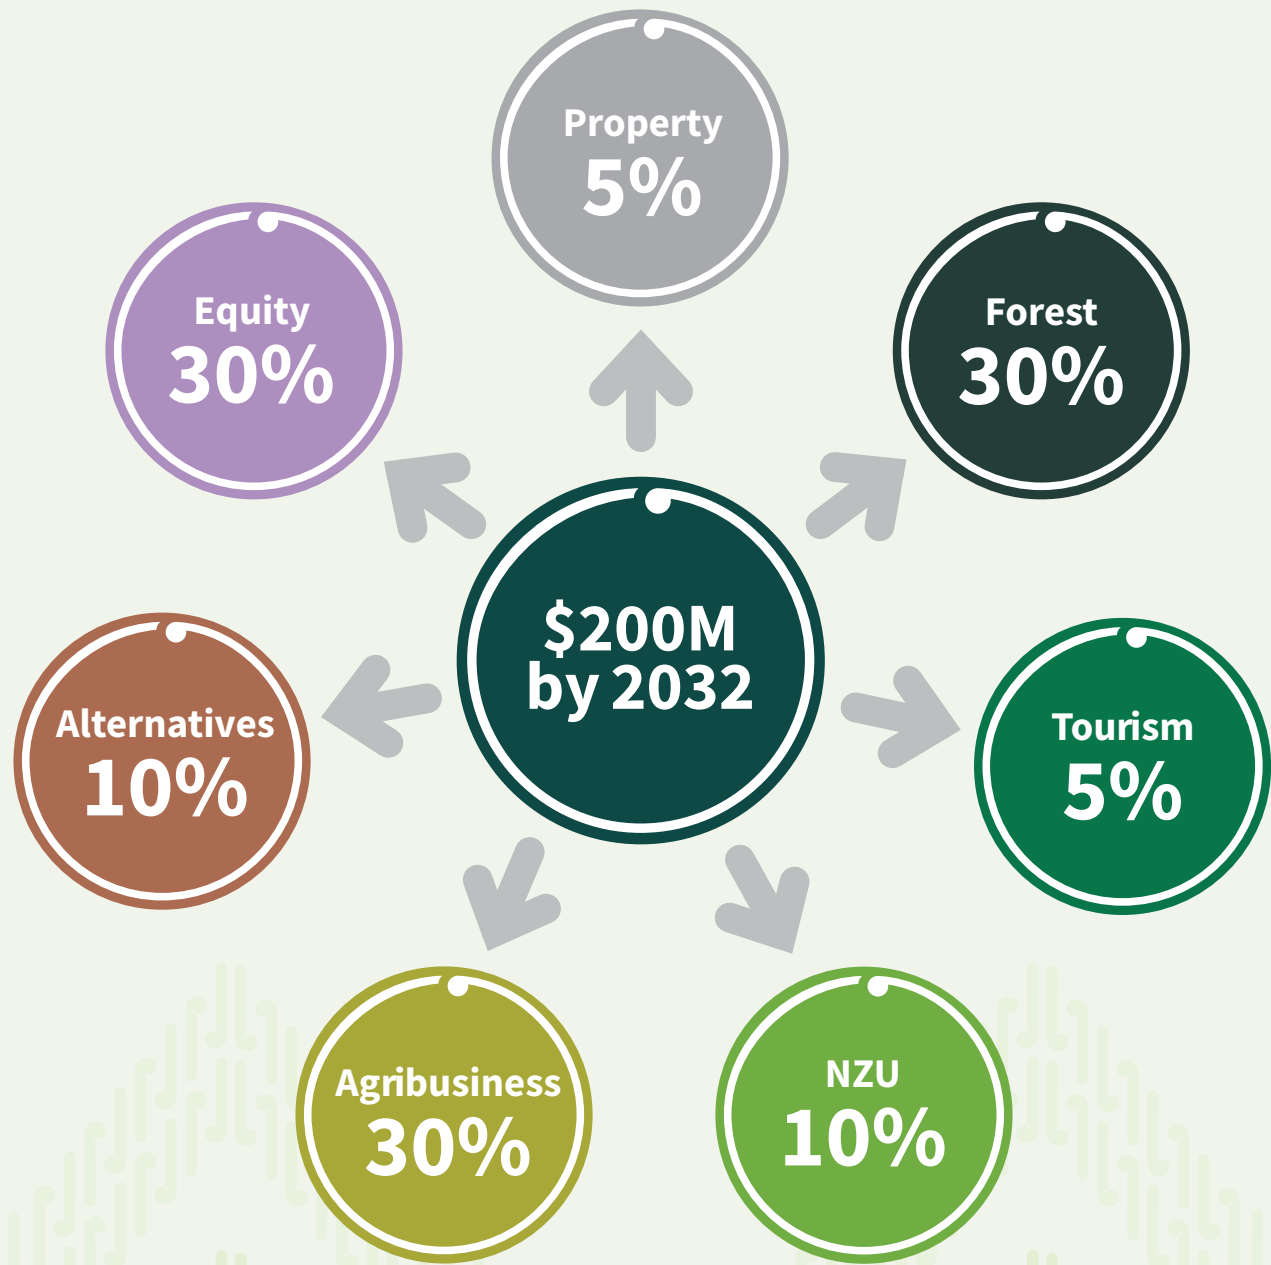 Property
5%
Equity
30%
Forest
30%
$200M
by 2032
Alternatives
10%
Tourism
5%
Agribusiness
30%
NZU
10%